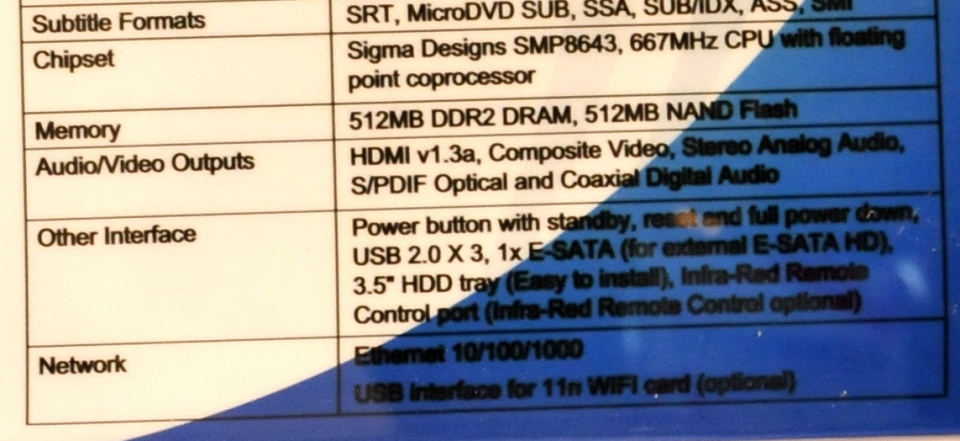 Subtitle Formats SRT, MicroDVD SUB, SSA, SUB/IDX, ASS, SMI
Chipset Sigma Designs SMP8643, 667MHz CPU with floating
point coprocessor
Memory 512MB DDR2 DRAM, 512MB NAND Flash
Audio/Video Outputs HDMI v1.3a, Composite Video, Stereo Analog Audio,
S/PDIF Optical and Coaxial Digital Audio
Other Interface Power button with standby, reset and full power down,
USB 2.0 X 3, 1x E-SATA (for external E-SATA HD),
3.5" HDD tray (Easy to install), Infra-Red Remote
Control port (Infra-Red Remote Control optional)
Network Ethernet 10/100/1000
USB interface for 11n WIFI card (optional)